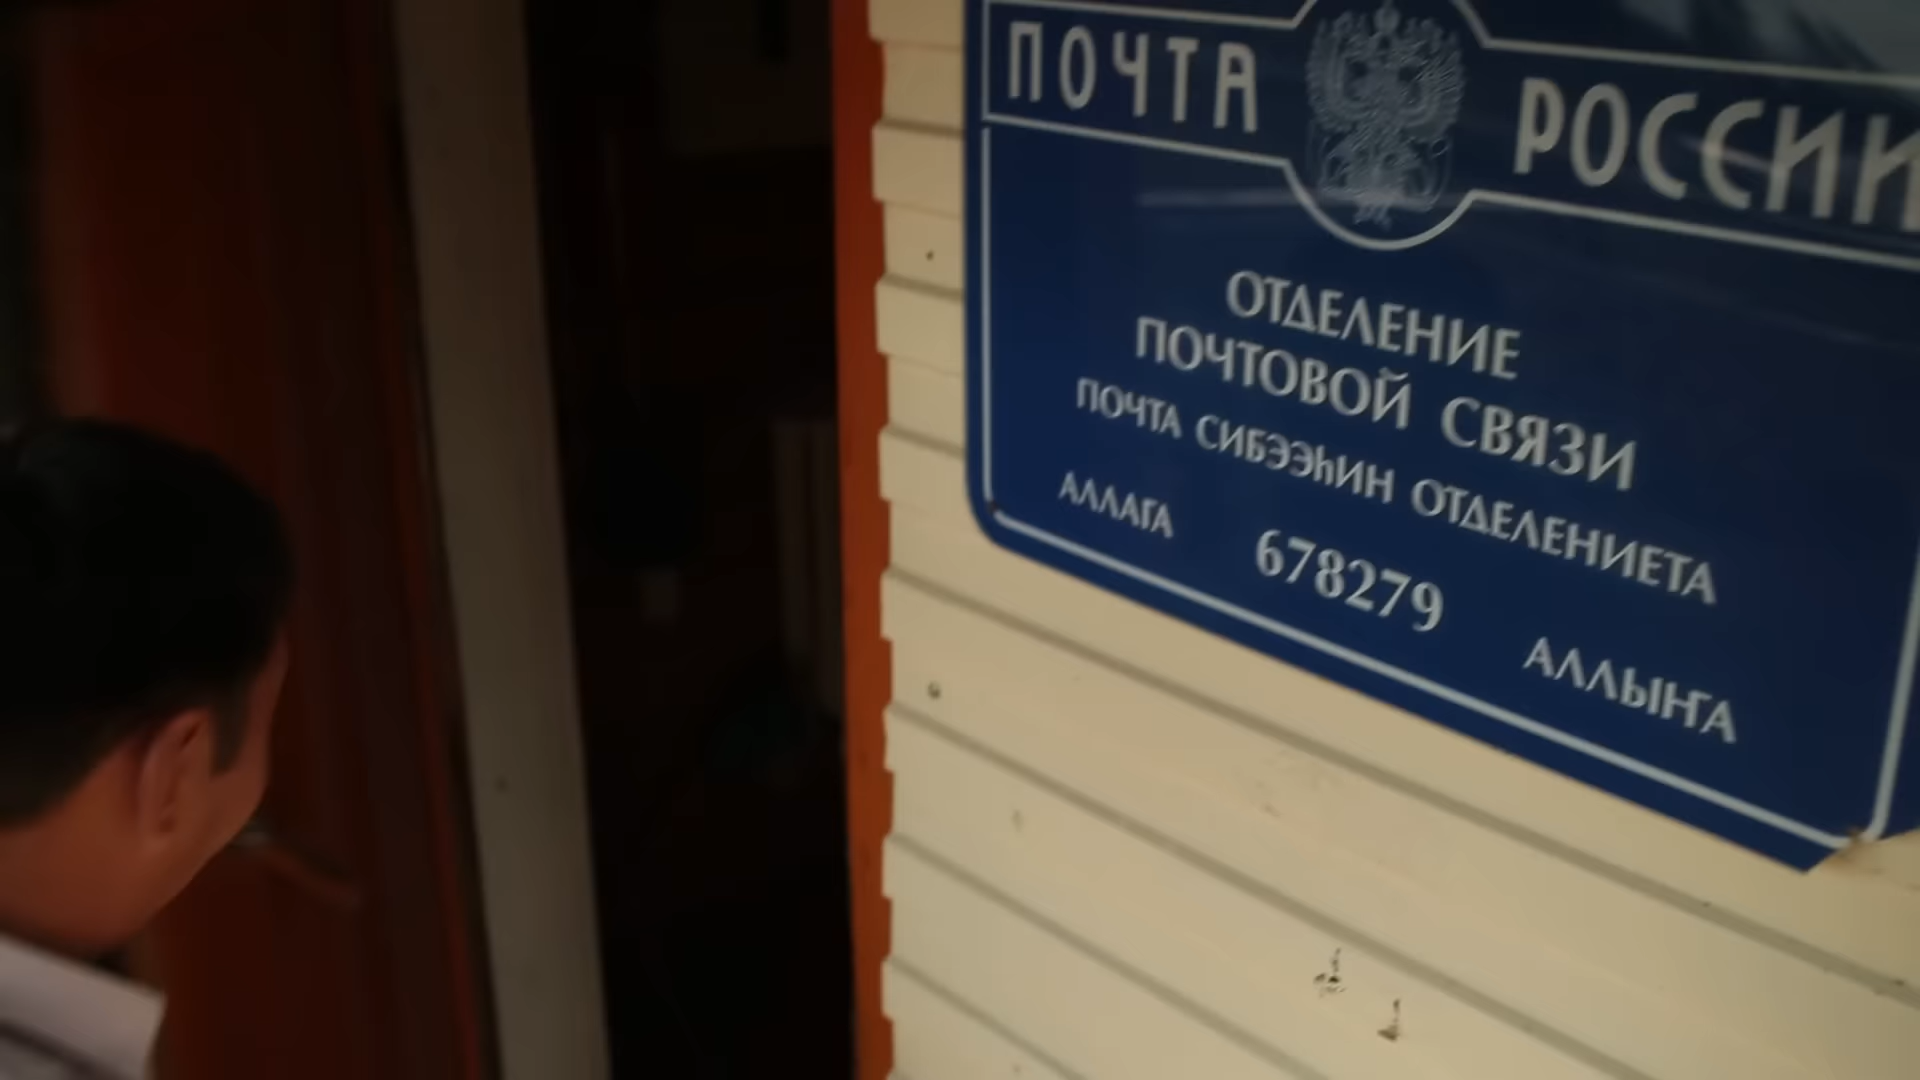 ПОЧТА РОССИИ
ОТДЕЛЕНИЕ
ПОЧТОВОЙ СВЯЗИ
ПОЧТА СИБЭЭҺИН ОТДЕЛЕНИЕТА
АЛЛАГА
678279
АЛЛЫҤА